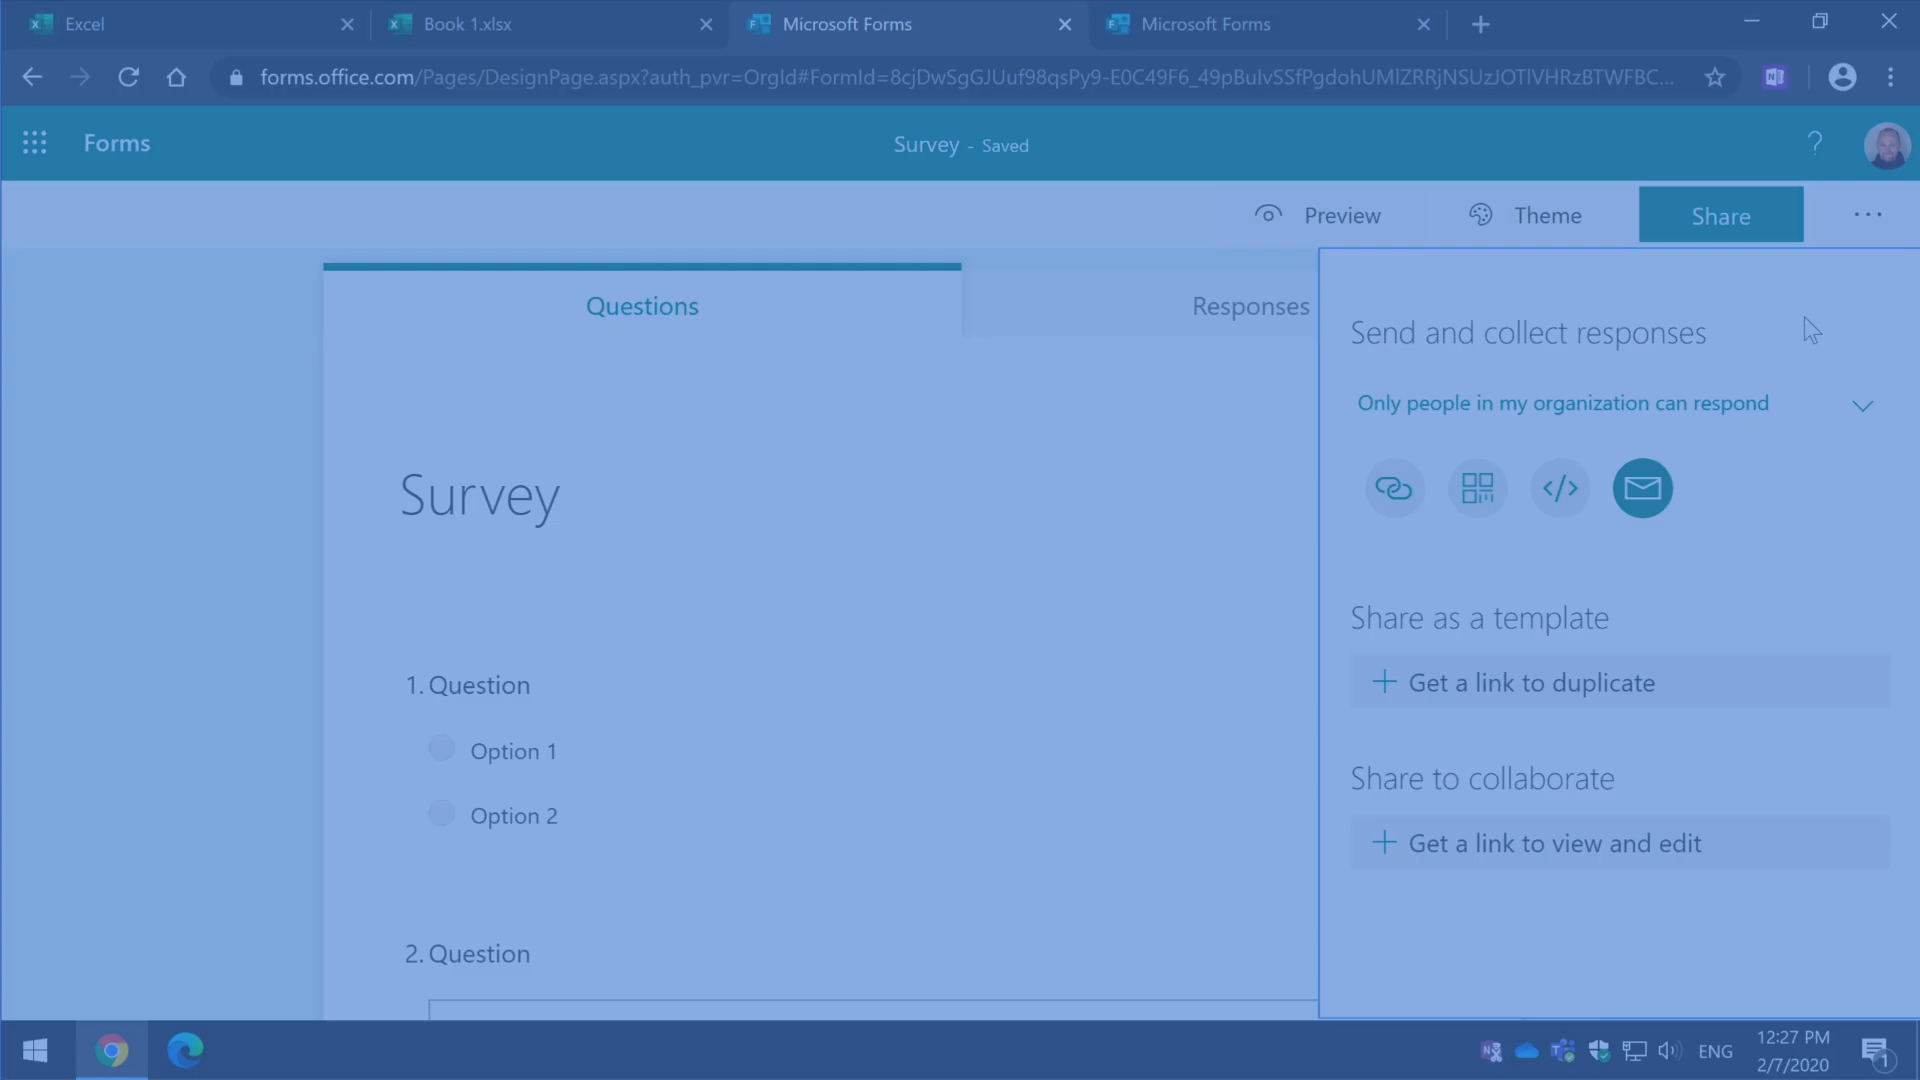 Excel
Book 1.xlsx
Microsoft Forms
Microsoft Forms
forms.office.com/Pages/DesignPage.aspx?auth_pvr=OrgId#FormId=8cjDwSgGJUuf98qsPy9-E0C49F6_49pBuIvSSfPgdohUMlZRRjNSUzJOTlVHRzBTWFBC...
Forms
Survey - Saved
?
Preview
Theme
Share
Questions
Responses
Send and collect responses
Only people in my organization can respond
Survey
Share as a template
1. Question
Get a link to duplicate
Option 1
Share to collaborate
Option 2
Get a link to view and edit
2. Question
ENG
12:27 PM
2/7/2020
1